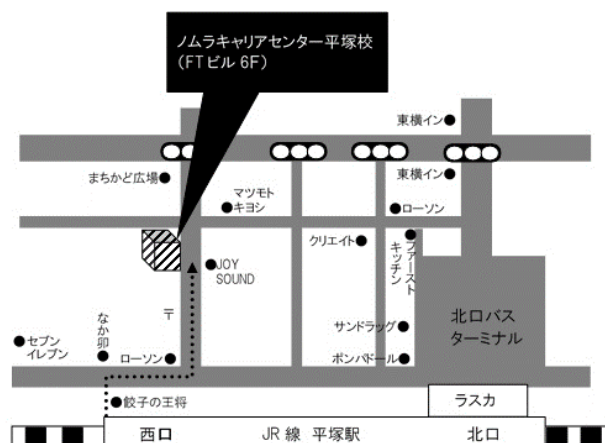 ノムラキャリアセンター平塚校
（FTビル 6F）
東横イン
まちかど広場
東横イン
マツモト
キヨシ
ローソン
クリエイト
ファースト
キッチン
JOY
SOUND
北口バス
ターミナル
〒
サンドラッグ
なか卯
セブン
イレブン
ローソン
ポンパドール
餃子の王将
ラスカ
西口
JR 線 平塚駅
北口